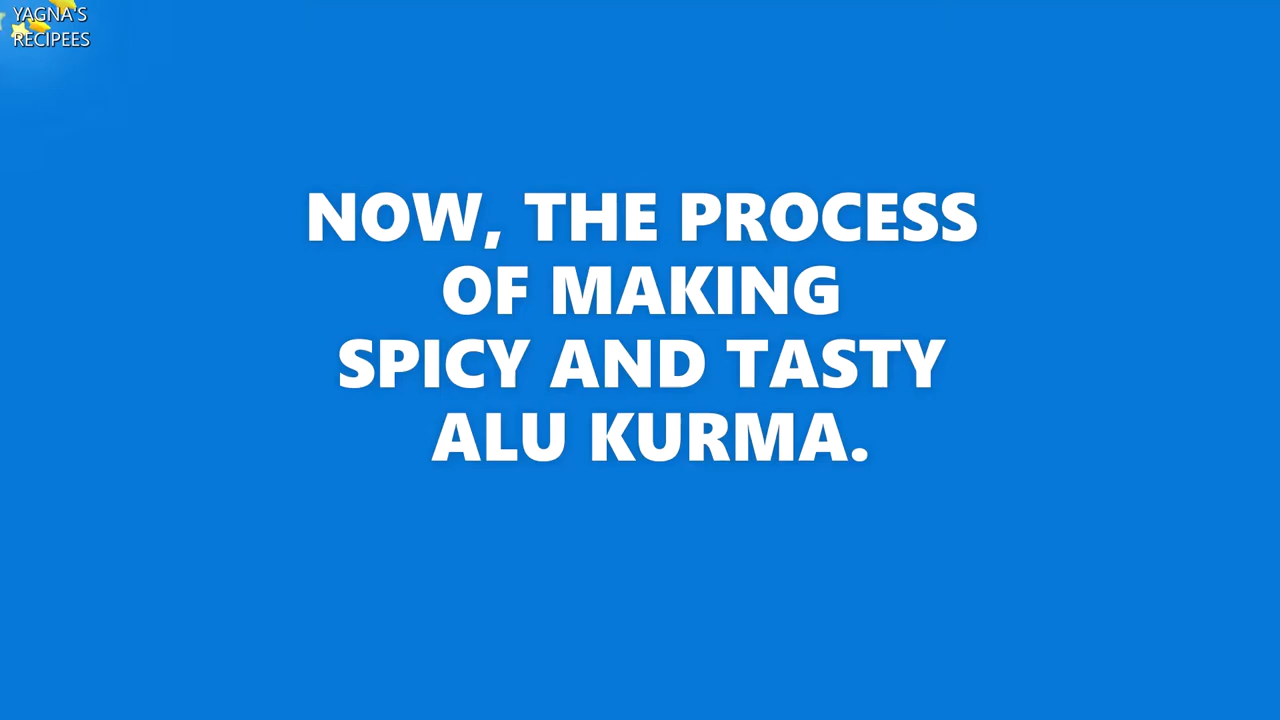 YAGNA'S
RECIPEES
NOW, THE PROCESS
OF MAKING
SPICY AND TASTY
ALU KURMA.